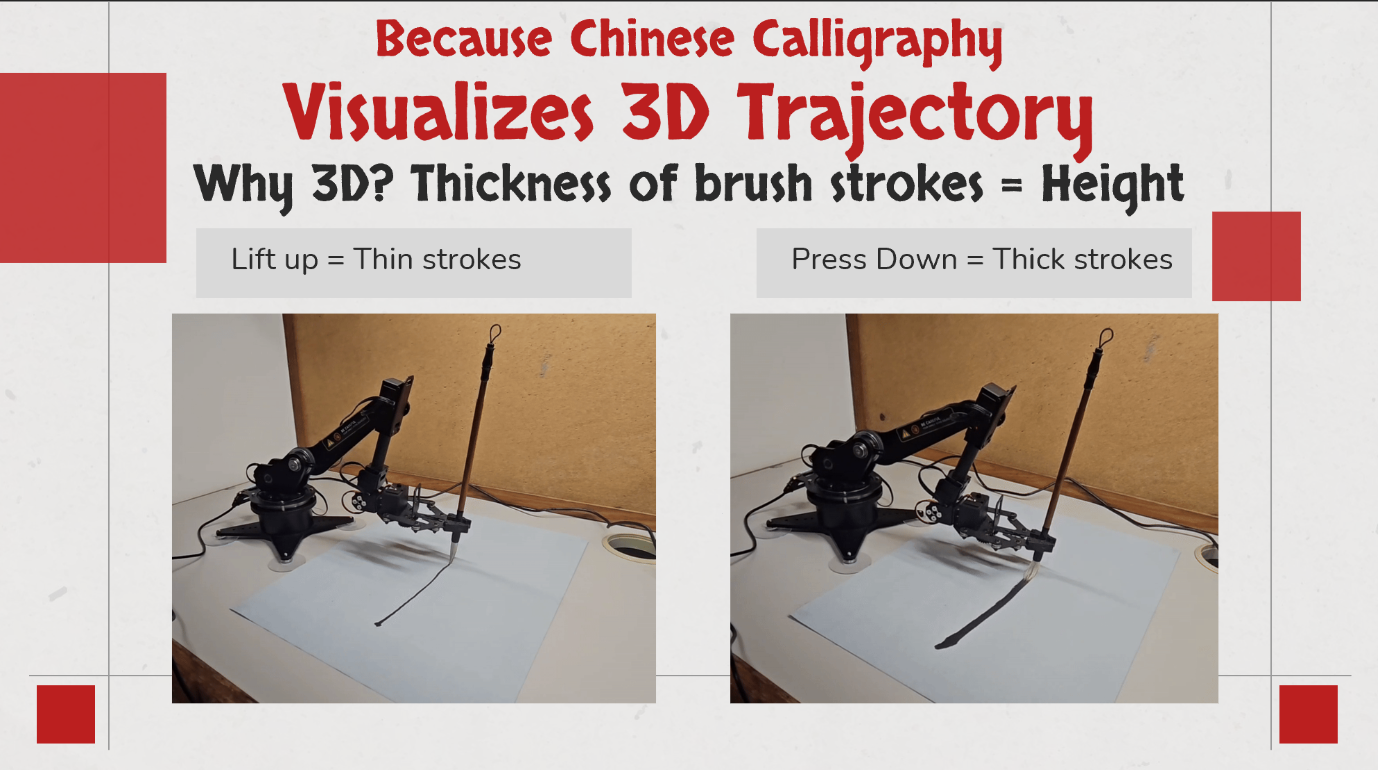 Because Chinese Calligraphy
Visualizes 3D Trajectory
Why 3D? Thickness of brush strokes = Height
Lift up = Thin strokes
Press Down = Thick strokes